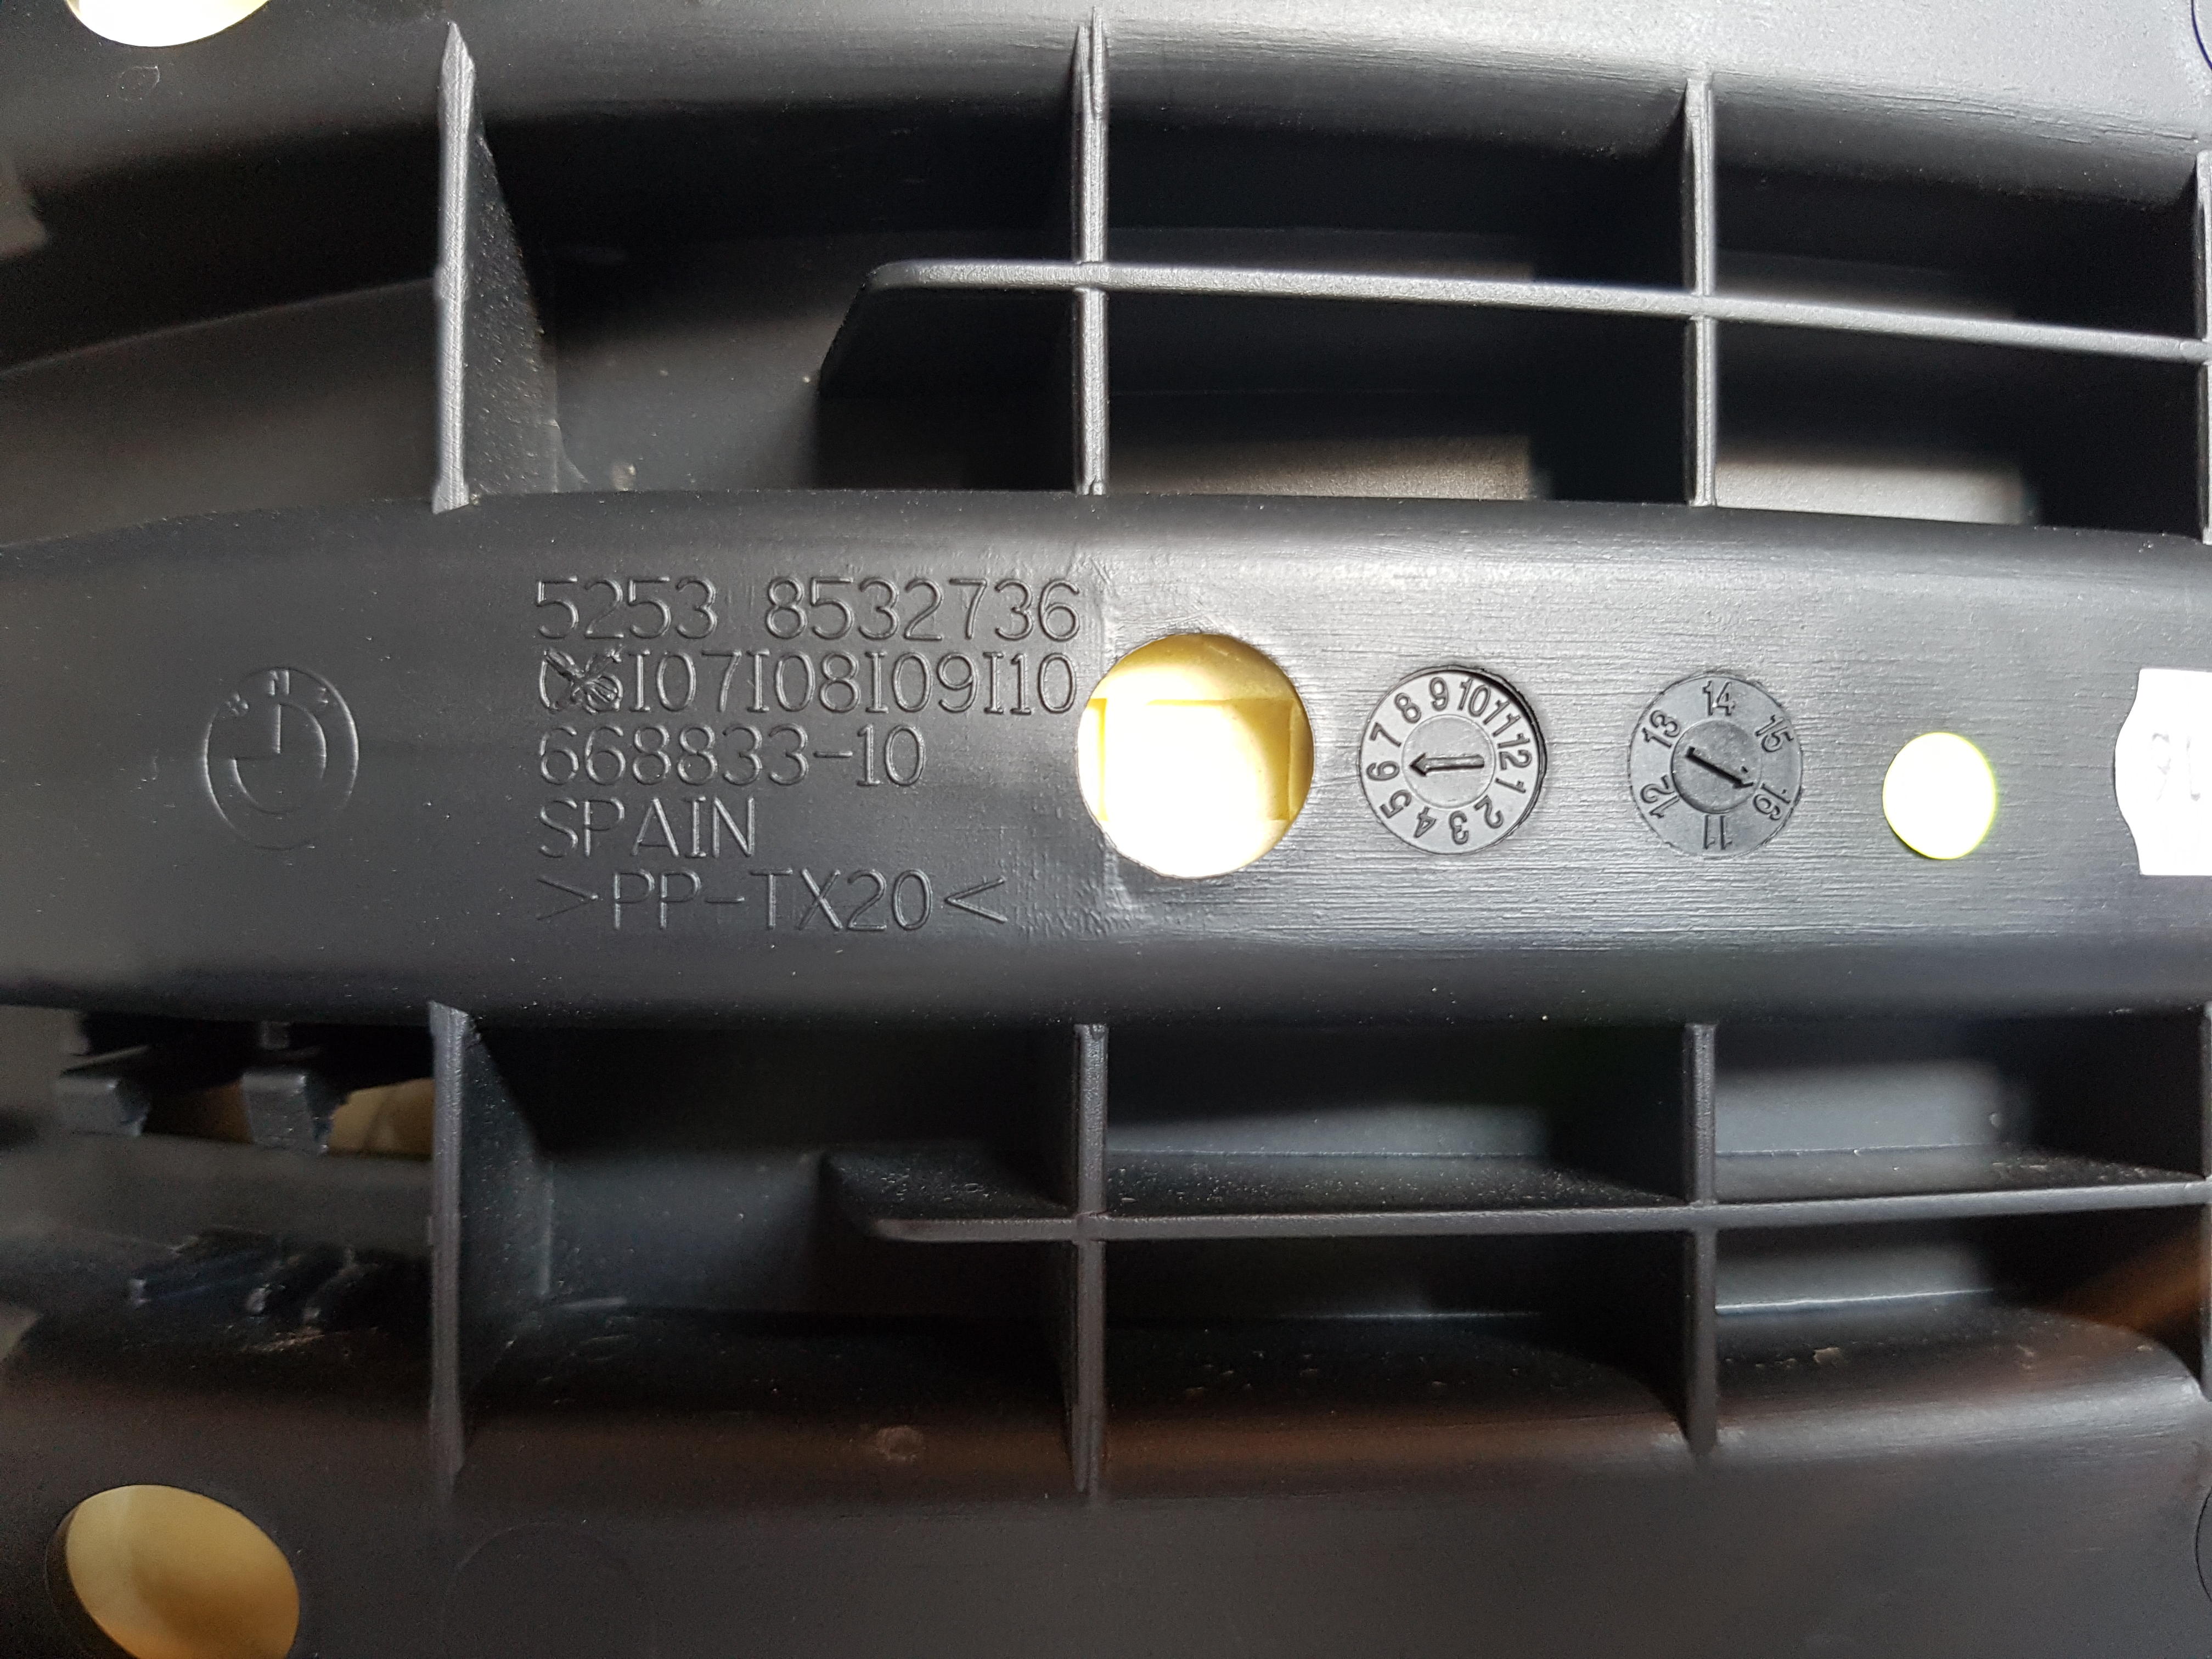 5253 8532736
06I07I08I09I10
668833-10
SPAIN
>PP-TX20<
1 2 3 4 5 6 7 8 9 10 11 12
11 12 13 14 15 16